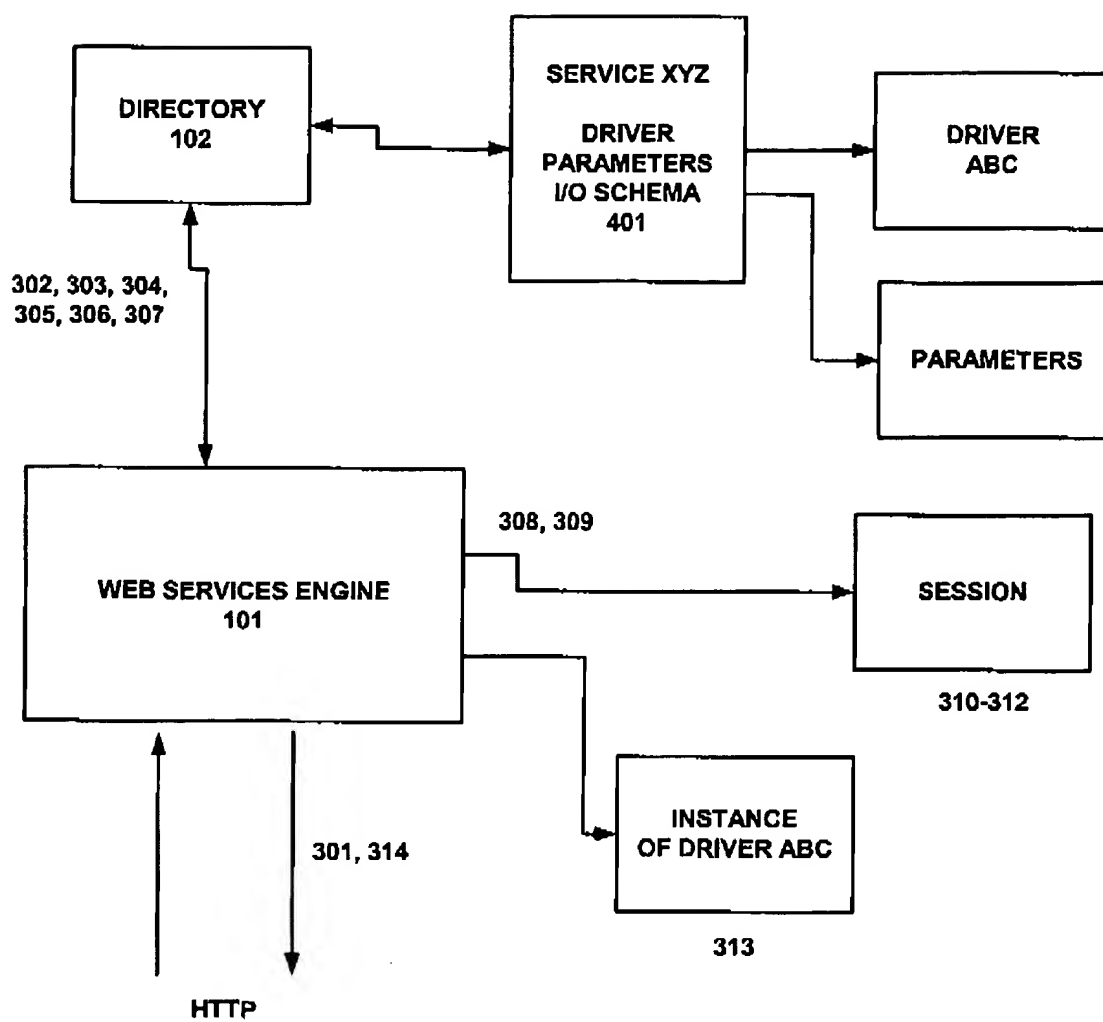 DIRECTORY
102
SERVICE XYZ
DRIVER
PARAMETERS
I/O SCHEMA
401
DRIVER
ABC
302, 303, 304,
305, 306, 307
PARAMETERS
WEB SERVICES ENGINE
101
308, 309
SESSION
310-312
301, 314
INSTANCE
OF DRIVER ABC
313
HTTP